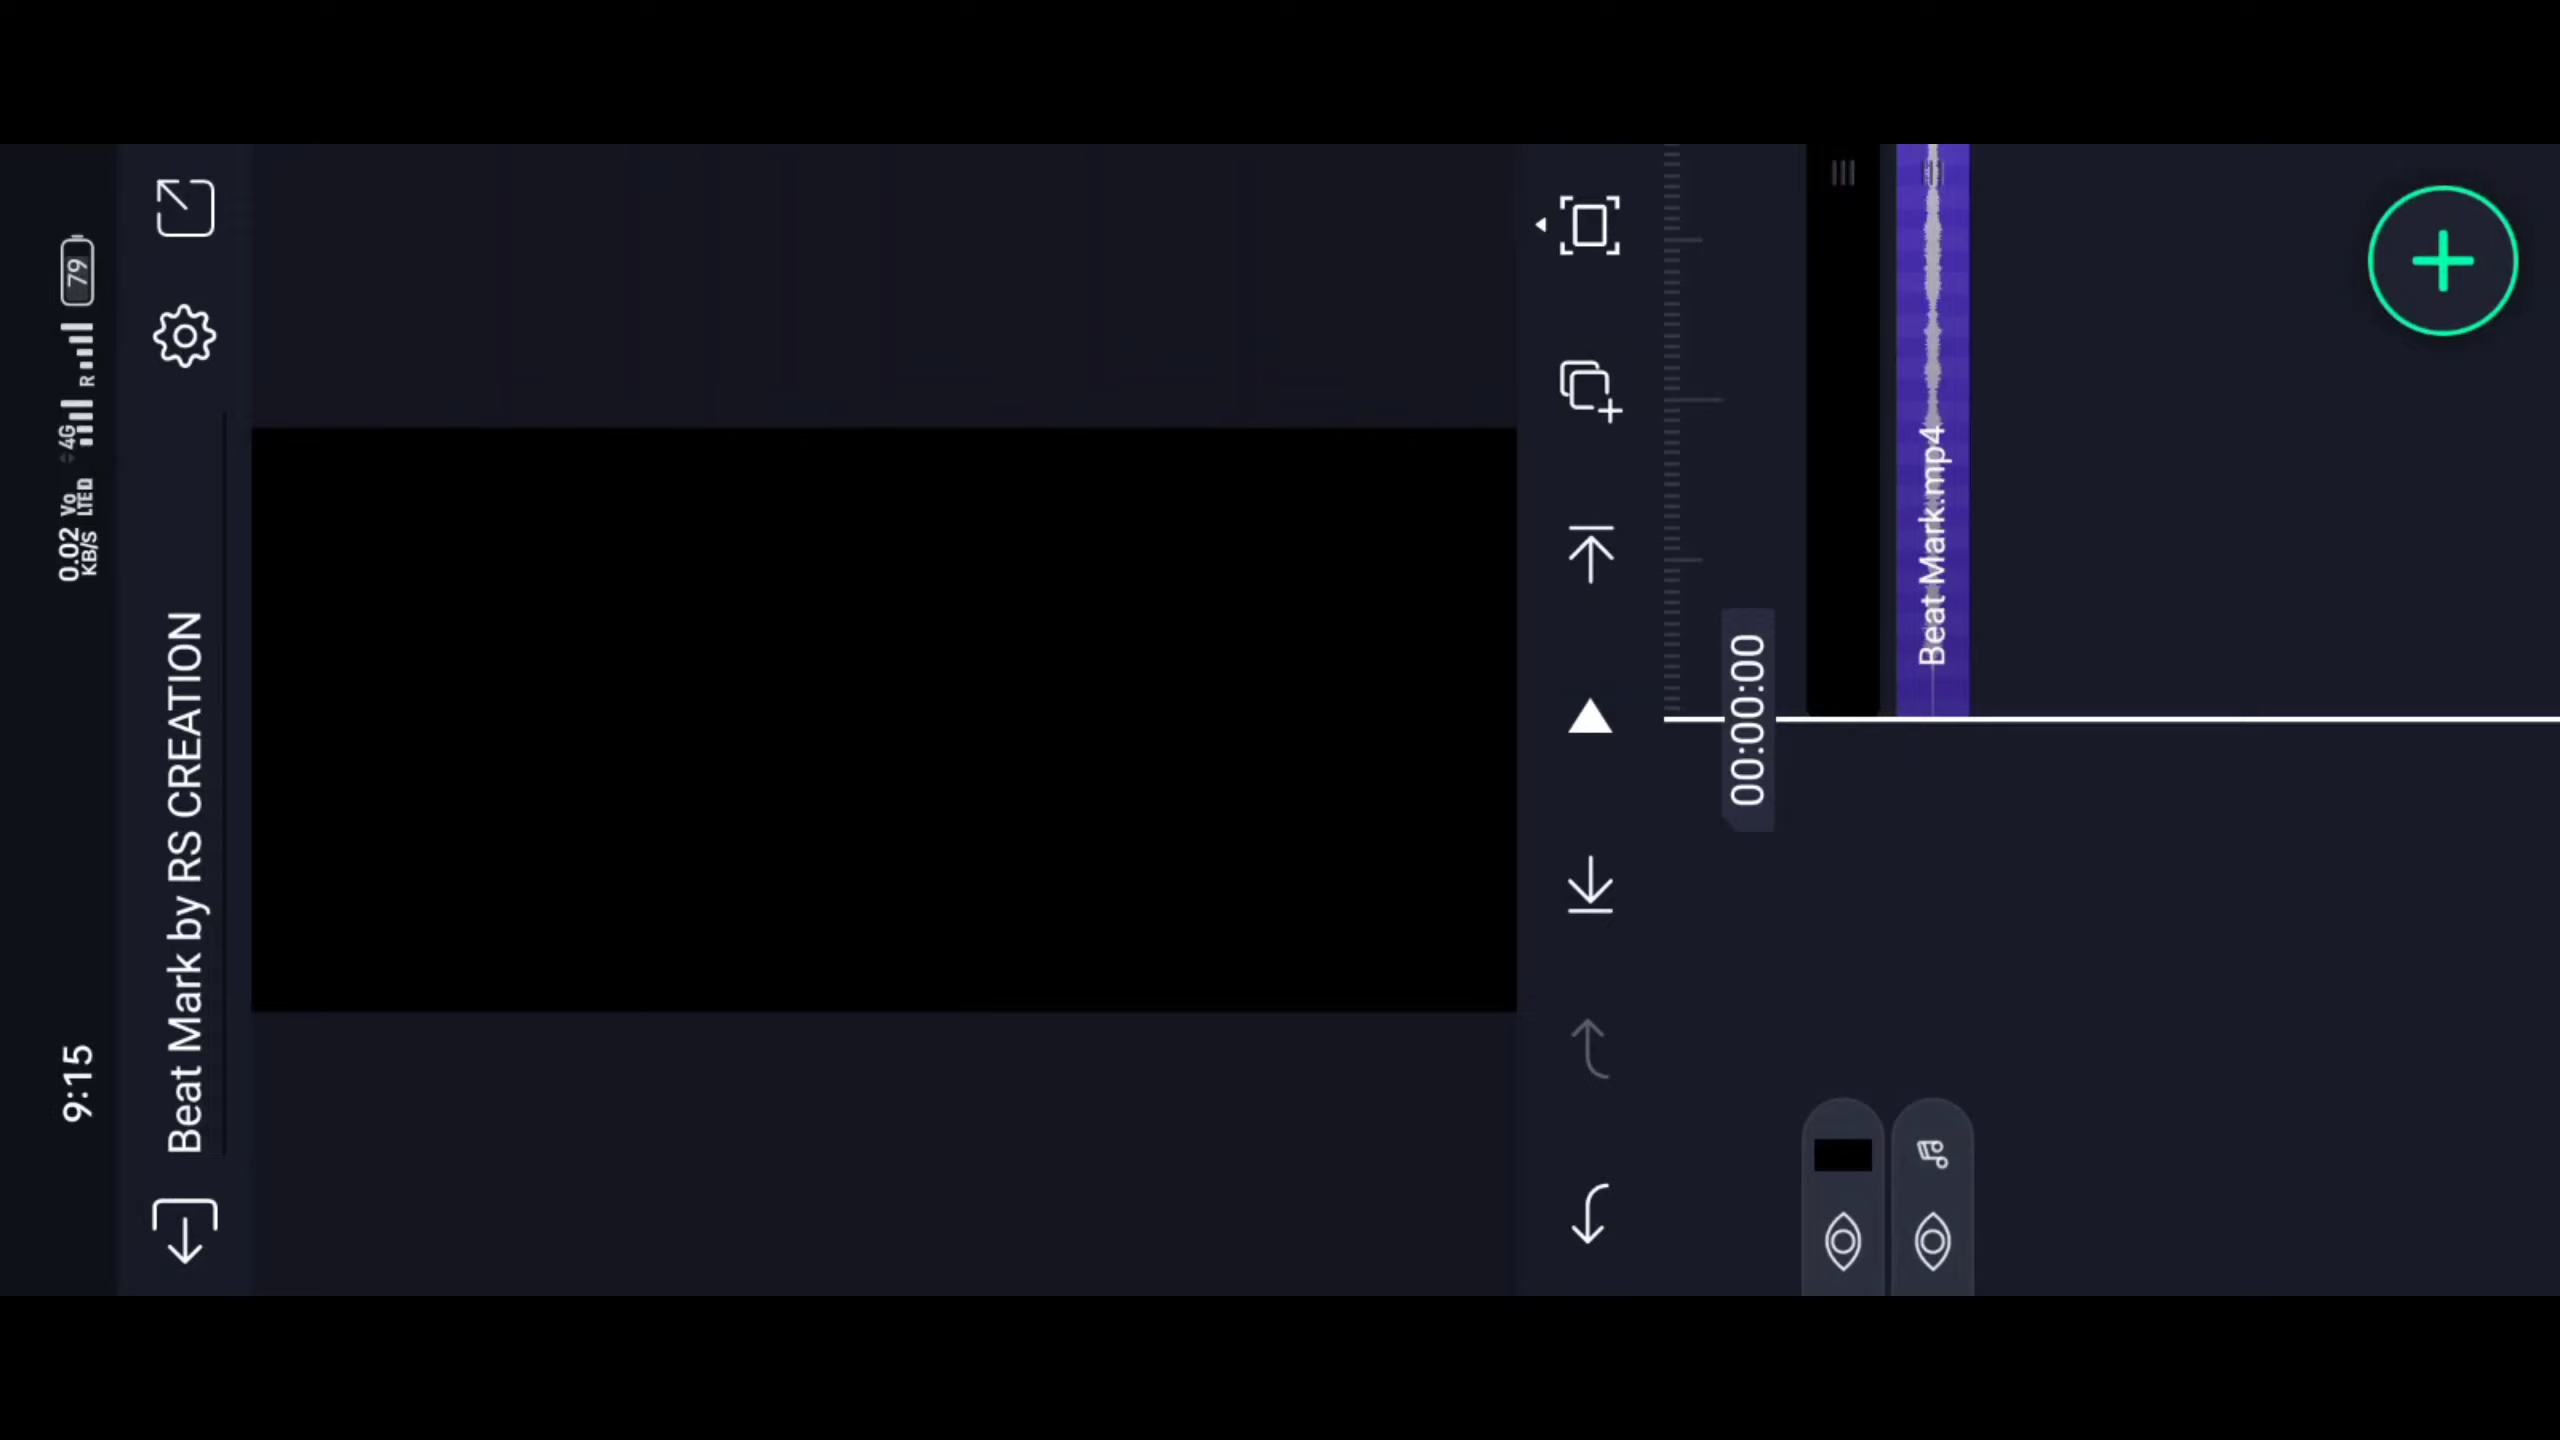 9:15
0.02 KB/S Vo LTE D 4G R 79
Beat Mark by RS CREATION
00:00:00
Beat Mark.mp4